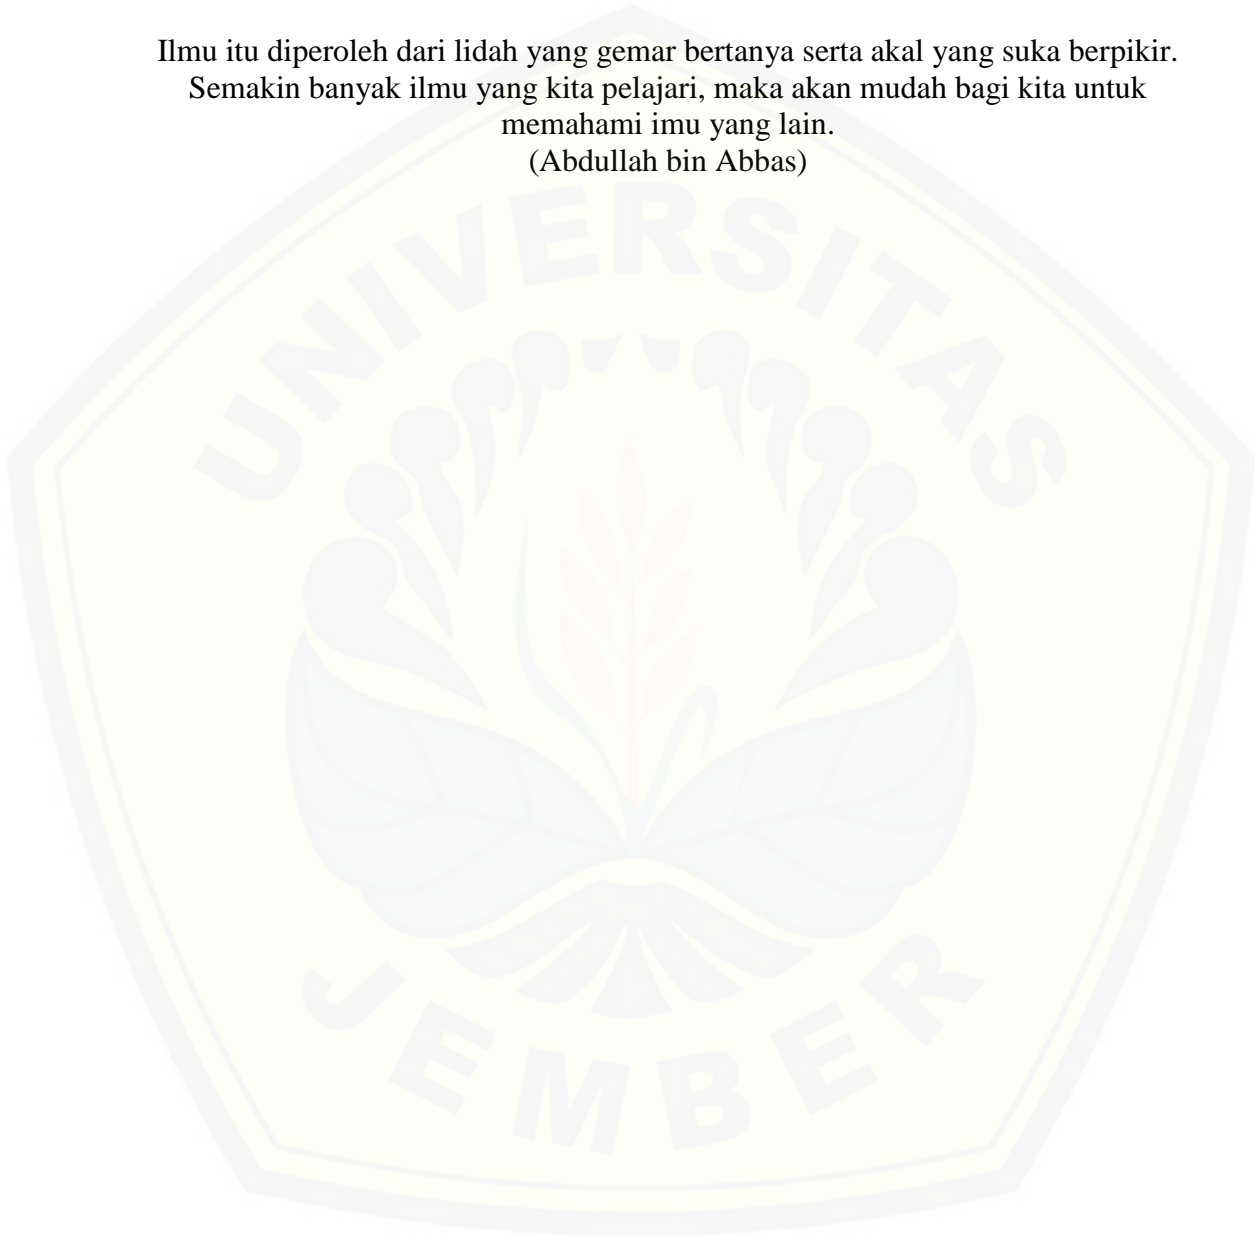 Ilmu itu diperoleh dari lidah yang gemar bertanya serta akal yang suka berpikir.
Semakin banyak ilmu yang kita pelajari, maka akan mudah bagi kita untuk
memahami imu yang lain.
(Abdullah bin Abbas)
UNIVERSITAS
JEMBER